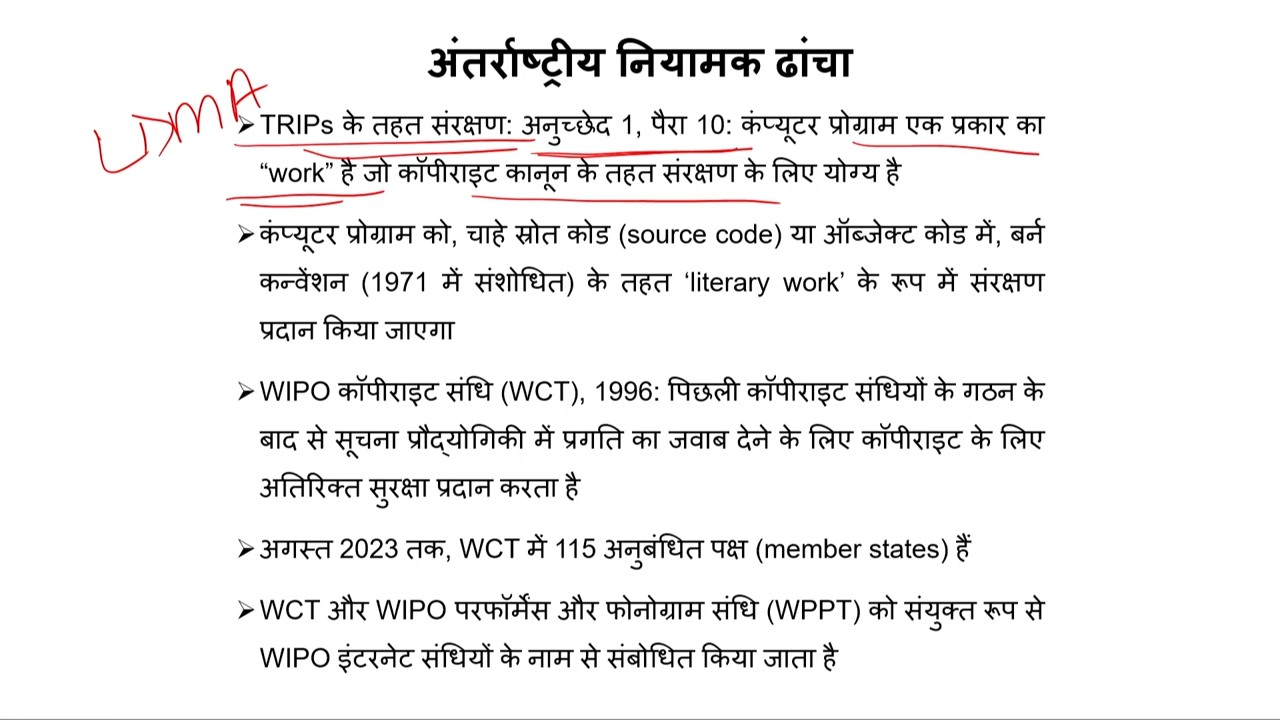 अंतर्राष्ट्रीय नियामक ढांचा
➢ TRIPs के तहत संरक्षण: अनुच्छेद 1, पैरा 10: कंप्यूटर प्रोग्राम एक प्रकार का
“work” है जो कॉपीराइट कानून के तहत संरक्षण के लिए योग्य है
➢ कंप्यूटर प्रोग्राम को, चाहे स्रोत कोड (source code) या ऑब्जेक्ट कोड में, बर्न
कन्वेंशन (1971 में संशोधित) के तहत ‘literary work’ के रूप में संरक्षण
प्रदान किया जाएगा
➢ WIPO कॉपीराइट संधि (WCT), 1996: पिछली कॉपीराइट संधियों के गठन के
बाद से सूचना प्रौद्योगिकी में प्रगति का जवाब देने के लिए कॉपीराइट के लिए
अतिरिक्त सुरक्षा प्रदान करता है
➢ अगस्त 2023 तक, WCT में 115 अनुबंधित पक्ष (member states) हैं
➢ WCT और WIPO परफॉर्मेंस और फोनोग्राम संधि (WPPT) को संयुक्त रूप से
WIPO इंटरनेट संधियों के नाम से संबोधित किया जाता है